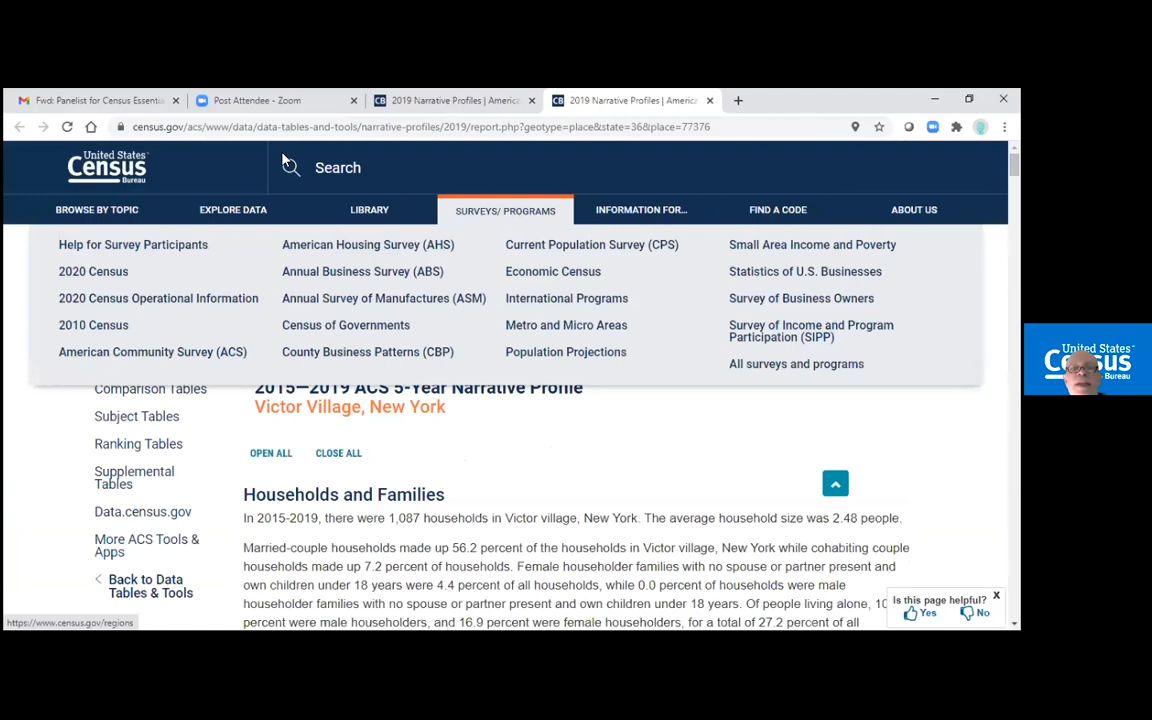 Fwd: Panelist for Census Essentia
Post Attendee - Zoom
2019 Narrative Profiles | America
2019 Narrative Profiles | America
census.gov/acs/www/data/data-tables-and-tools/narrative-profiles/2019/report.php?geotype=place&state=36&place=77376
United States
Census
Bureau
Search
BROWSE BY TOPIC
EXPLORE DATA
LIBRARY
SURVEYS/ PROGRAMS
INFORMATION FOR...
FIND A CODE
ABOUT US
Help for Survey Participants
2020 Census
2020 Census Operational Information
2010 Census
American Community Survey (ACS)
American Housing Survey (AHS)
Annual Business Survey (ABS)
Annual Survey of Manufactures (ASM)
Census of Governments
County Business Patterns (CBP)
Current Population Survey (CPS)
Economic Census
International Programs
Metro and Micro Areas
Population Projections
Small Area Income and Poverty
Statistics of U.S. Businesses
Survey of Business Owners
Survey of Income and Program
Participation (SIPP)
All surveys and programs
Comparison Tables
Subject Tables
Ranking Tables
Supplemental
Tables
Data.census.gov
More ACS Tools &
Apps
Back to Data
Tables & Tools
2015—2019 ACS 5-Year Narrative Profile
Victor Village, New York
OPEN ALL
CLOSE ALL
Households and Families
In 2015-2019, there were 1,087 households in Victor village, New York. The average household size was 2.48 people.
Married-couple households made up 56.2 percent of the households in Victor village, New York while cohabiting couple
households made up 7.2 percent of households. Female householder families with no spouse or partner present and
own children under 18 years were 4.4 percent of all households, while 0.0 percent of households were male
householder families with no spouse or partner present and own children under 18 years. Of people living alone, 10
percent were male householders, and 16.9 percent were female householders, for a total of 27.2 percent of all
Is this page helpful?
X
Yes
No
https://www.census.gov/regions
United States
Census
Bureau